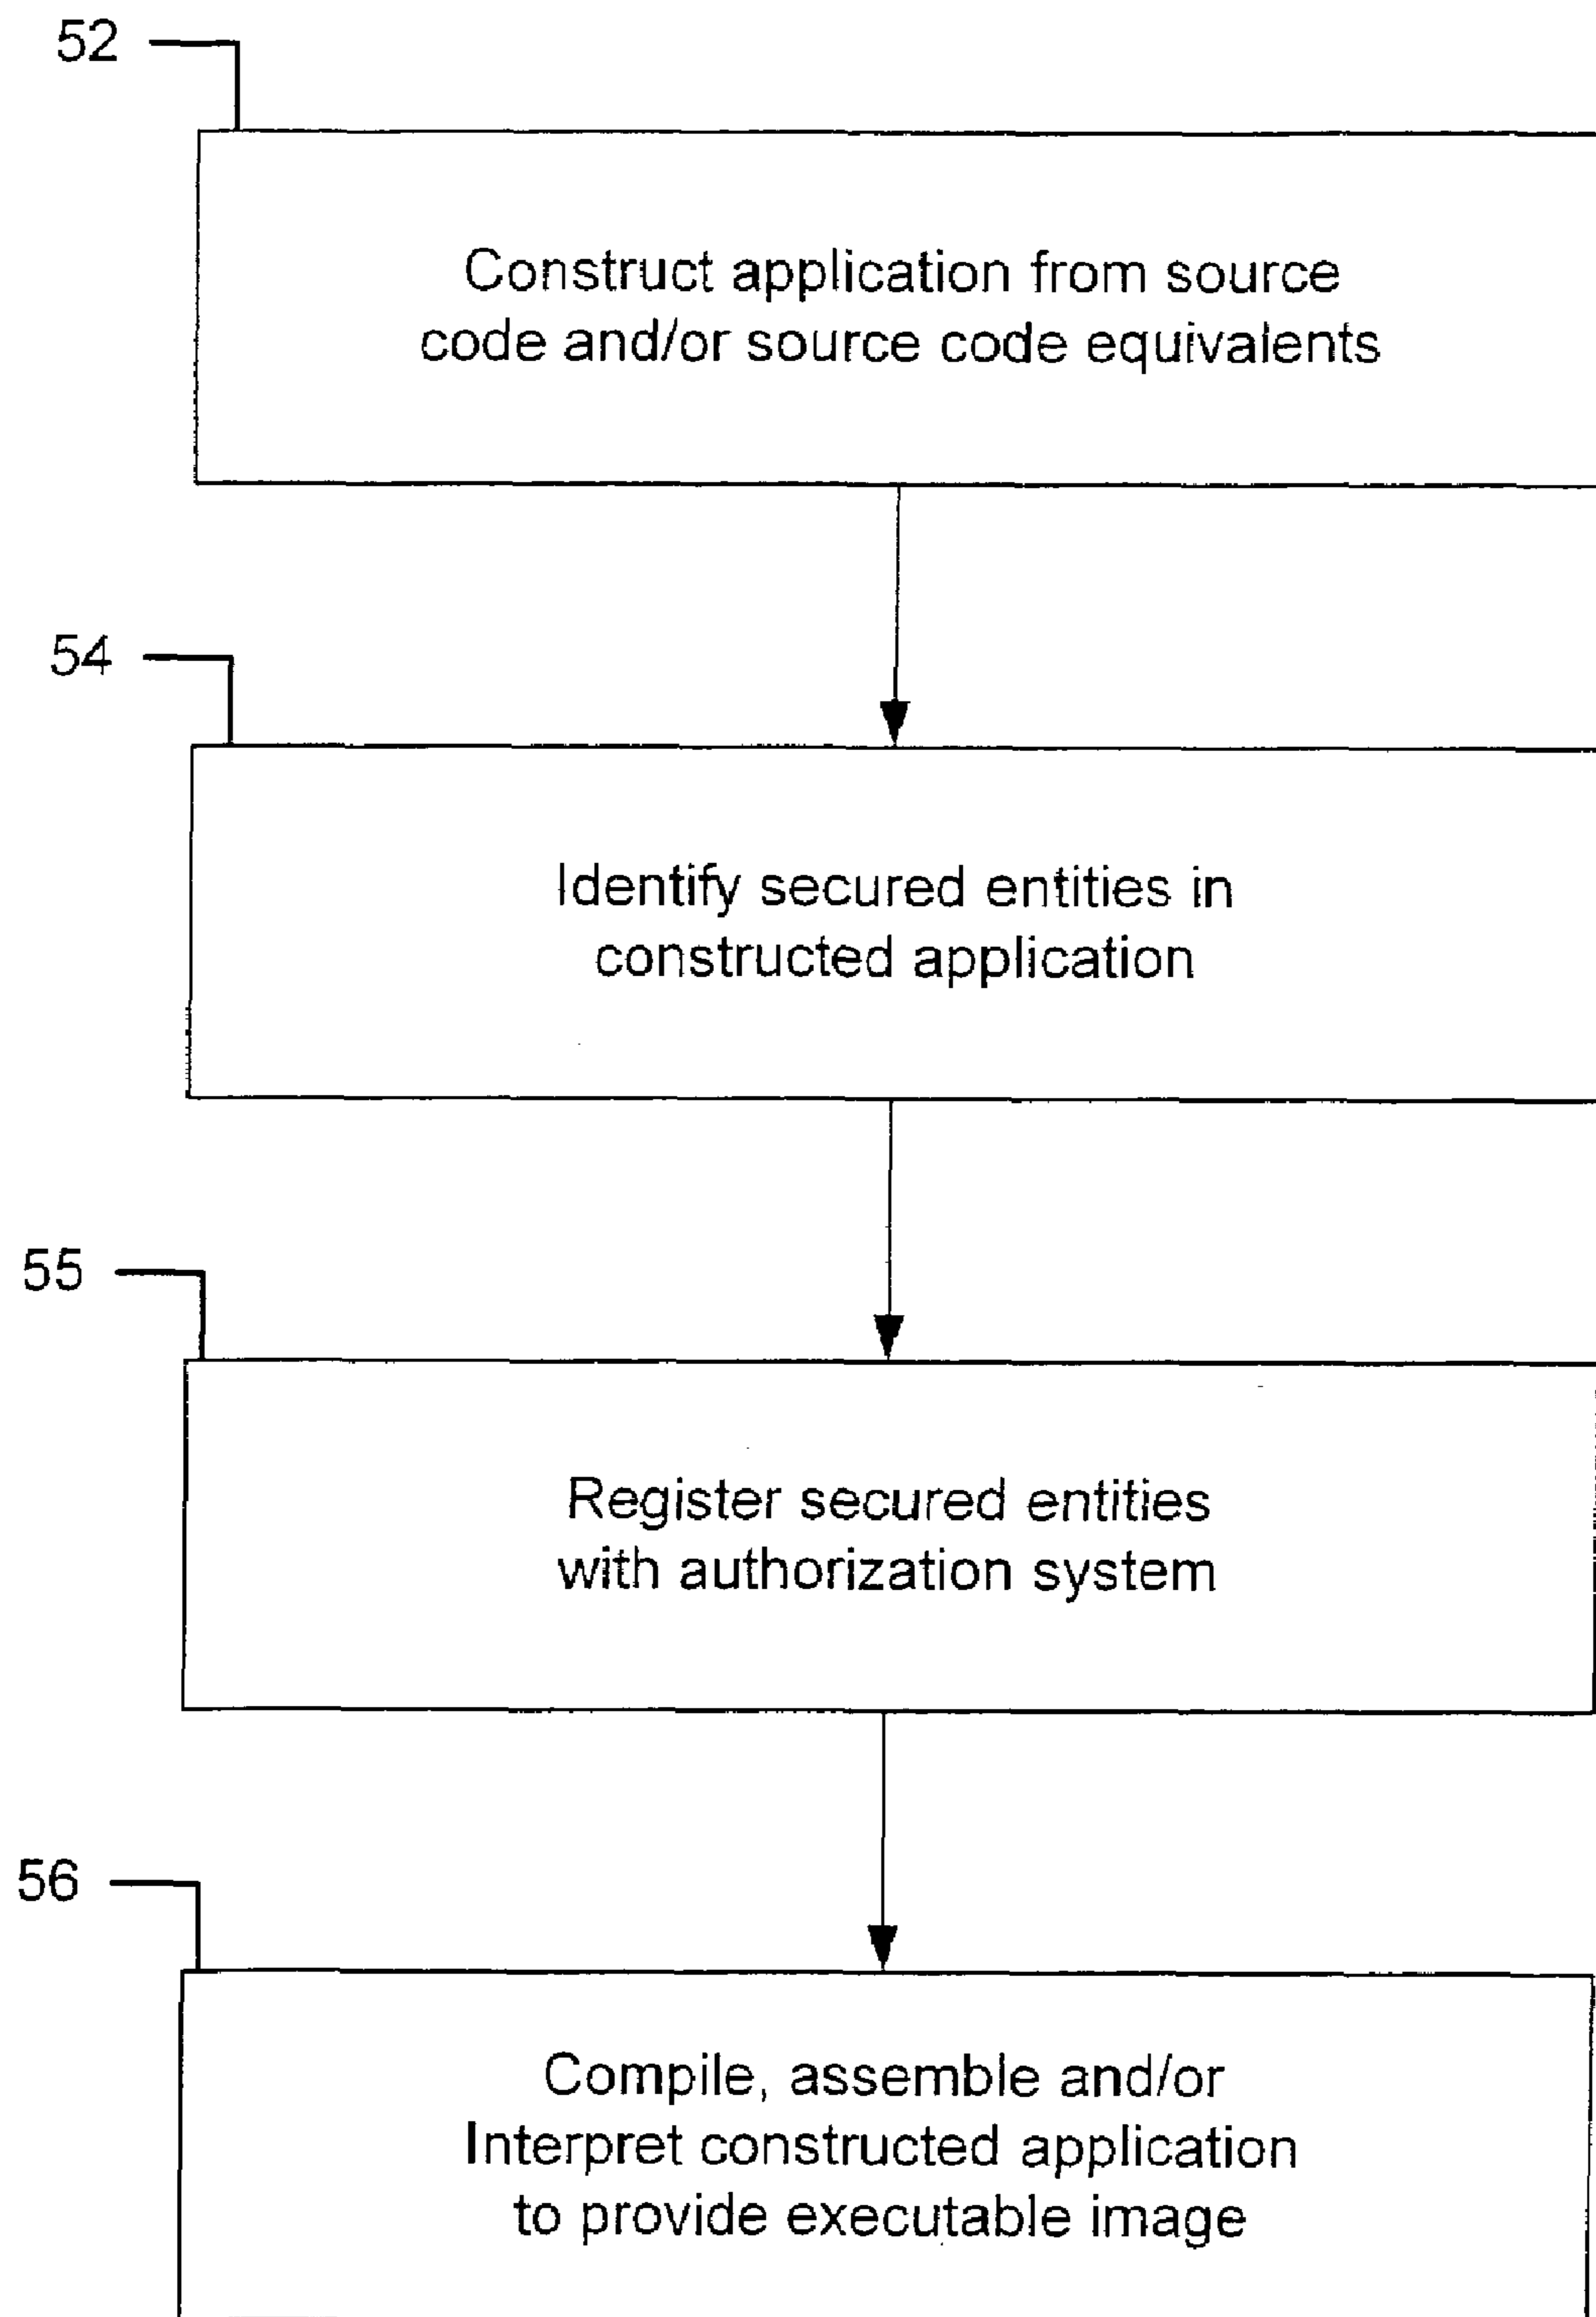 52
Construct application from source
code and/or source code equivalents
54
Identify secured entities in
constructed application
55
Register secured entities
with authorization system
56
Compile, assemble and/or
Interpret constructed application
to provide executable image